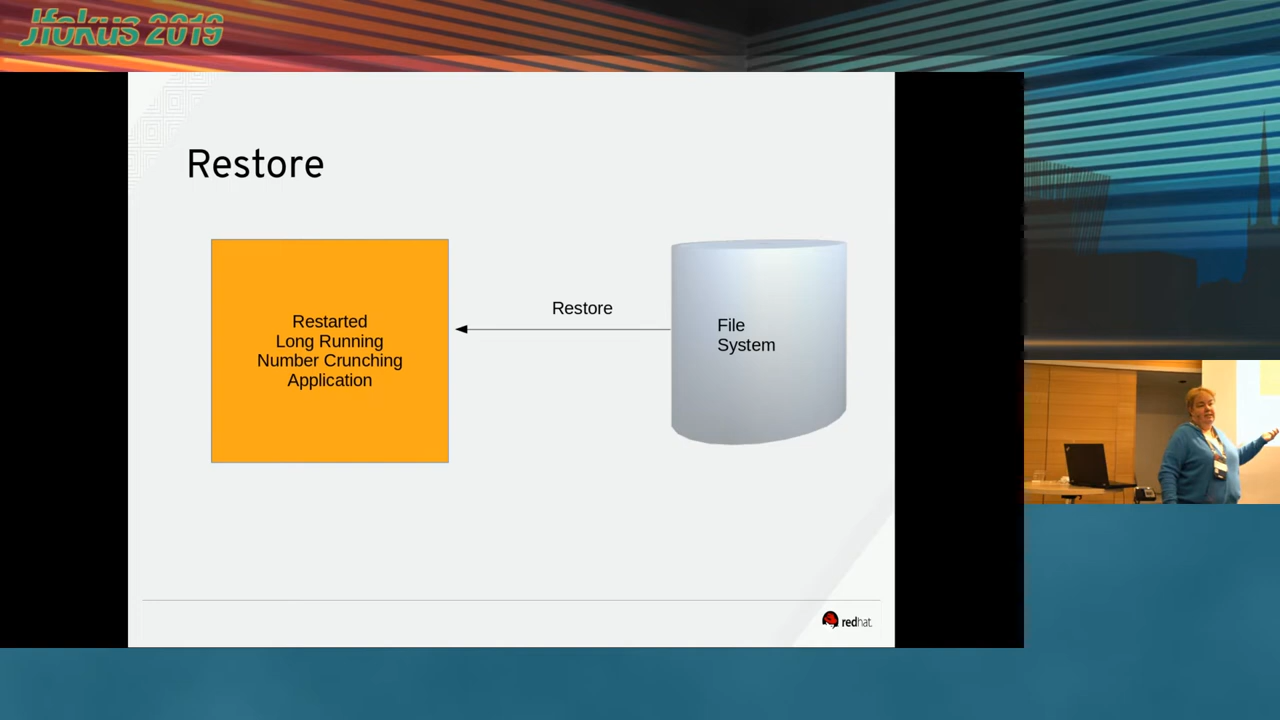 Jfokus 2019
Restore
Restarted
Long Running
Number Crunching
Application
Restore
File
System
redhat.